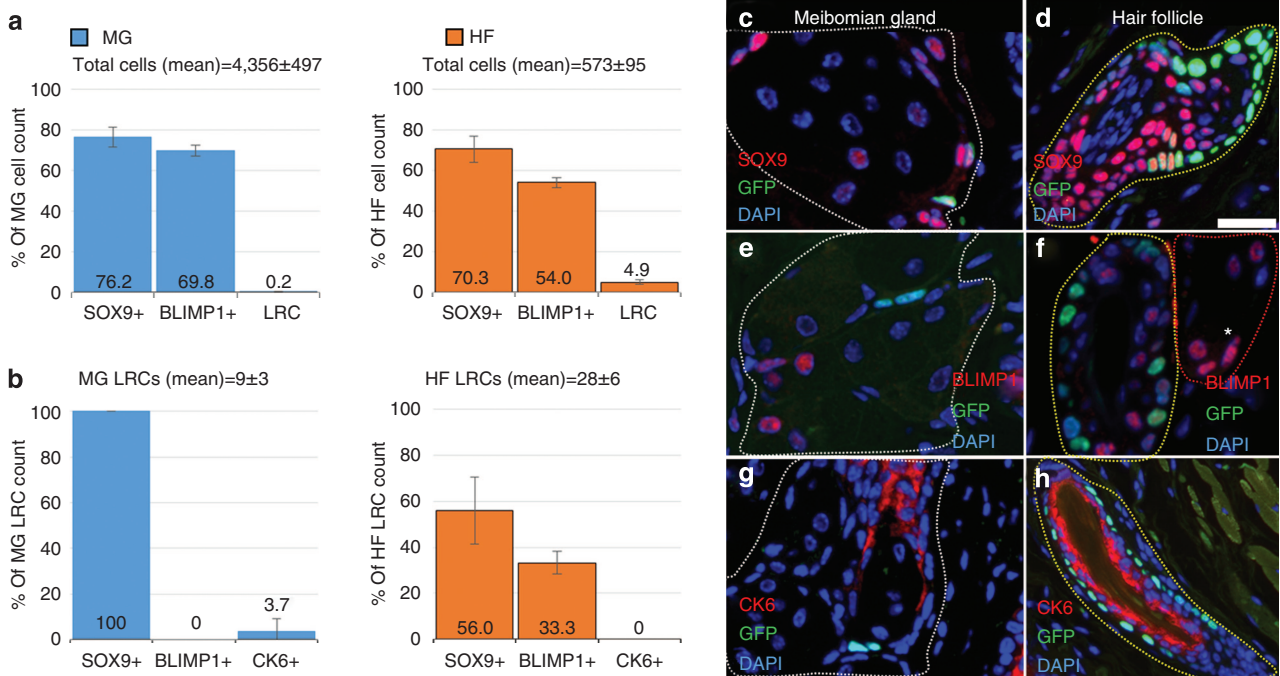 a
MG
Total cells (mean)=4,356±497
% Of MG cell count
100
80
60
40
20
0
76.2
69.8
0.2
SOX9+ BLIMP1+ LRC
HF
Total cells (mean)=573±95
% Of HF cell count
100
80
60
40
20
0
70.3
54.0
4.9
SOX9+ BLIMP1+ LRC
b
MG LRCs (mean)=9±3
% Of MG LRC count
100
80
60
40
20
0
100
0
3.7
SOX9+ BLIMP1+ CK6+
HF LRCs (mean)=28±6
% Of HF LRC count
100
80
60
40
20
0
56.0
33.3
0
SOX9+ BLIMP1+ CK6+
c
Meibomian gland
SOX9
GFP
DAPI
d
Hair follicle
SOX9
GFP
DAPI
e
BLIMP1
GFP
DAPI
f
*
BLIMP1
GFP
DAPI
g
CK6
GFP
DAPI
h
CK6
GFP
DAPI